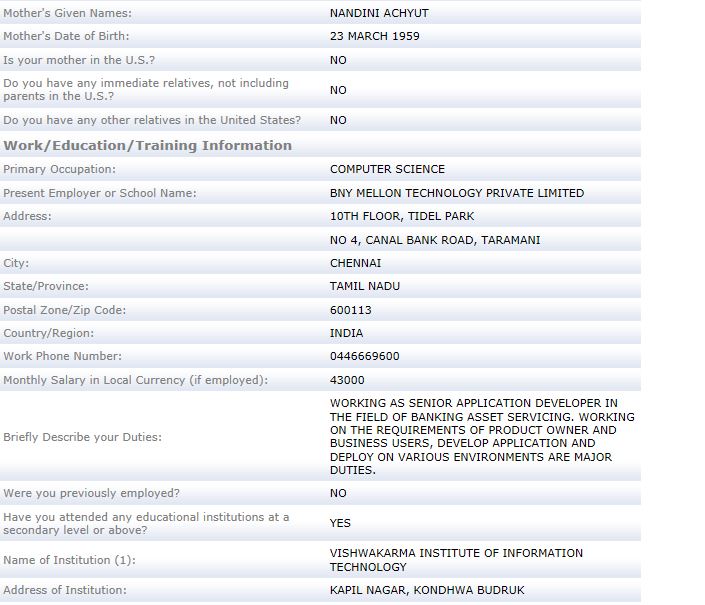 Mother's Given Names: NANDINI ACHYUT
Mother's Date of Birth: 23 MARCH 1959
Is your mother in the U.S.? NO
Do you have any immediate relatives, not including
parents in the U.S.? NO
Do you have any other relatives in the United States? NO
Work/Education/Training Information
Primary Occupation: COMPUTER SCIENCE
Present Employer or School Name: BNY MELLON TECHNOLOGY PRIVATE LIMITED
Address: 10TH FLOOR, TIDEL PARK
NO 4, CANAL BANK ROAD, TARAMANI
City: CHENNAI
State/Province: TAMIL NADU
Postal Zone/Zip Code: 600113
Country/Region: INDIA
Work Phone Number: 0446669600
Monthly Salary in Local Currency (if employed): 43000
Briefly Describe your Duties:
WORKING AS SENIOR APPLICATION DEVELOPER IN
THE FIELD OF BANKING ASSET SERVICING. WORKING
ON THE REQUIREMENTS OF PRODUCT OWNER AND
BUSINESS USERS, DEVELOP APPLICATION AND
DEPLOY ON VARIOUS ENVIRONMENTS ARE MAJOR
DUTIES.
Were you previously employed? NO
Have you attended any educational institutions at a
secondary level or above? YES
Name of Institution (1): VISHWAKARMA INSTITUTE OF INFORMATION
TECHNOLOGY
Address of Institution: KAPIL NAGAR, KONDHWA BUDRUK